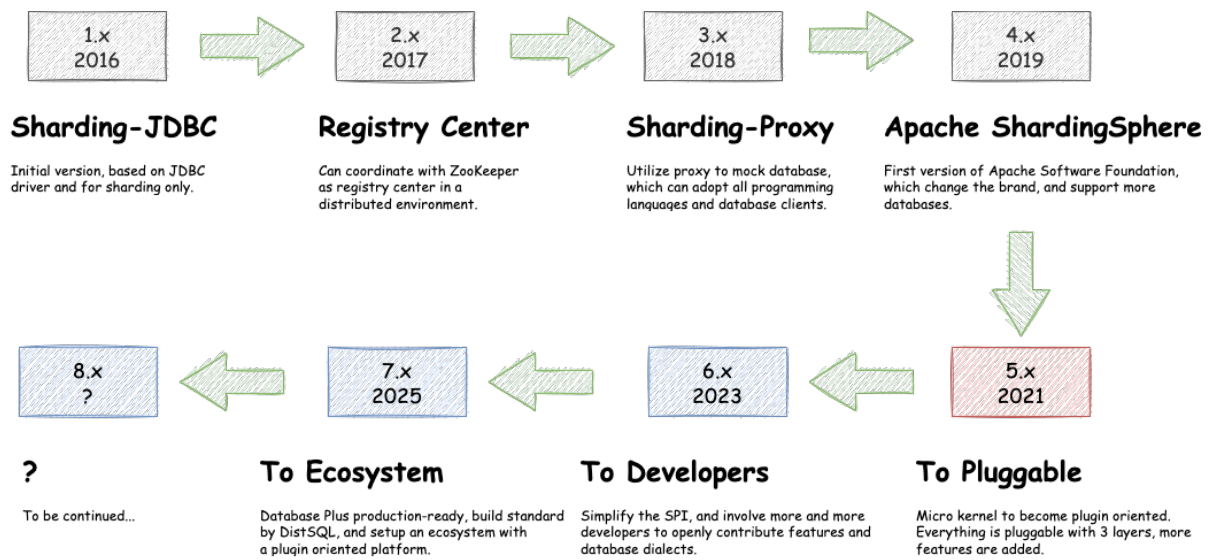 1.x
2016
2.x
2017
3.x
2018
4.x
2019
Sharding-JDBC
Initial version, based on JDBC
driver and for sharding only.
Registry Center
Can coordinate with ZooKeeper
as registry center in a
distributed environment.
Sharding-Proxy
Utilize proxy to mock database,
which can adopt all programming
languages and database clients.
Apache ShardingSphere
First version of Apache Software Foundation,
which change the brand, and support more
databases.
8.x
?
7.x
2025
6.x
2023
5.x
2021
?
To be continued...
To Ecosystem
Database Plus production-ready, build standard
by DistSQL, and setup an ecosystem with
a plugin oriented platform.
To Developers
Simplify the SPI, and involve more and more
developers to openly contribute features and
database dialects.
To Pluggable
Micro kernel to become plugin oriented.
Everything is pluggable with 3 layers, more
features are added.